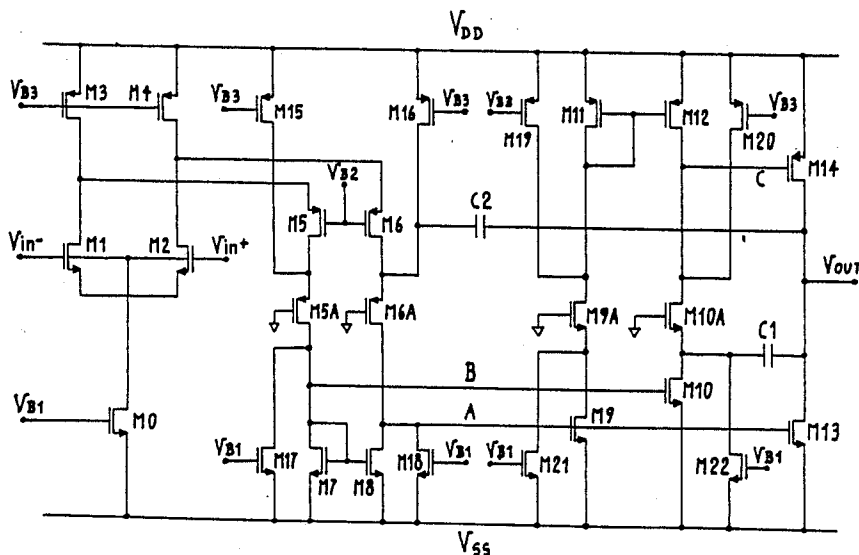 VDD
VB3 M3 M4 VB3 M15 M16 VB3 VB2 M19 M11 M12 M20 VB3 M14
C
VB2
C2
M5 M6
Vin- M1 M2 Vin+
VOUT
M5A M6A M9A M10A
C1
B
M10
A
VB1 M0
M9 M13
VB1 M17 M7 M8 M18 VB1 VB1 M21 M22 VB1
VSS